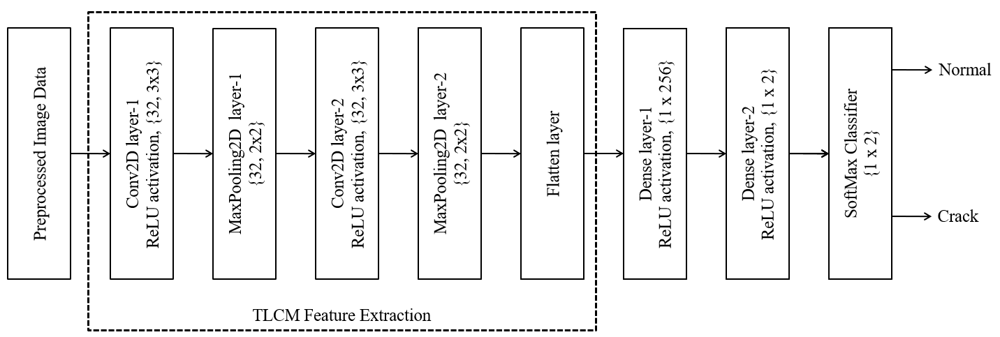 Preprocessed Image Data
Conv2D layer-1
ReLU activation, {32, 3x3}
MaxPooling2D layer-1
{32, 2x2}
Conv2D layer-2
ReLU activation, {32, 3x3}
MaxPooling2D layer-2
{32, 2x2}
Flatten layer
TLCM Feature Extraction
Dense layer-1
ReLU activation, {1 x 256}
Dense layer-2
ReLU activation, {1 x 2}
SoftMax Classifier
{1 x 2}
Normal
Crack